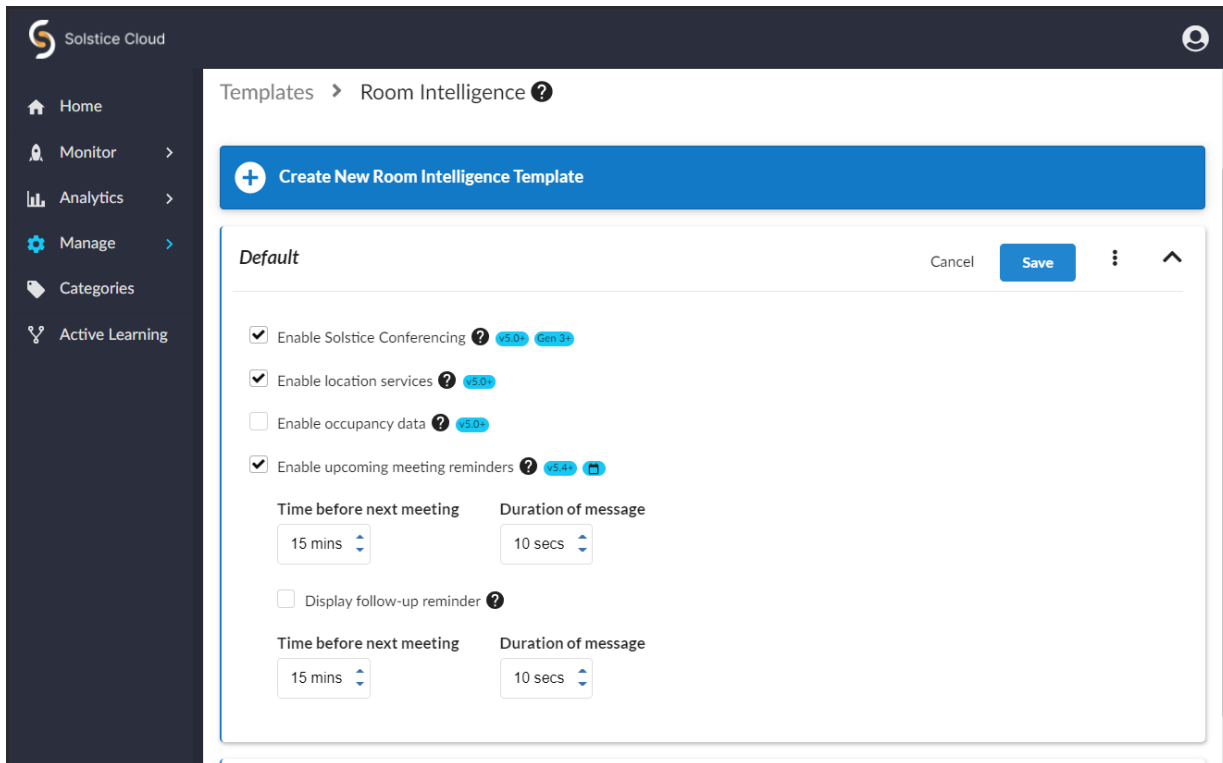 Solstice Cloud
Home
Monitor
Analytics
Manage
Categories
Active Learning
Templates > Room Intelligence ?
Create New Room Intelligence Template
Default
Cancel
Save
Enable Solstice Conferencing ? v5.0+ Gen 3+
Enable location services ? v5.0+
Enable occupancy data ? v5.0+
Enable upcoming meeting reminders ? v5.4+
Time before next meeting Duration of message
15 mins 10 secs
Display follow-up reminder ?
Time before next meeting Duration of message
15 mins 10 secs